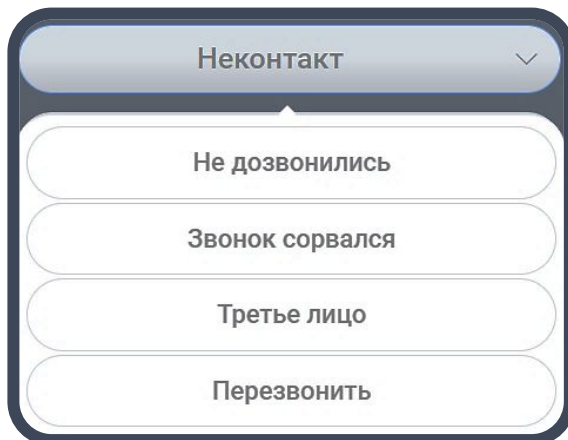 Неконтакт
Не дозвонились
Звонок сорвался
Третье лицо
Перезвонить